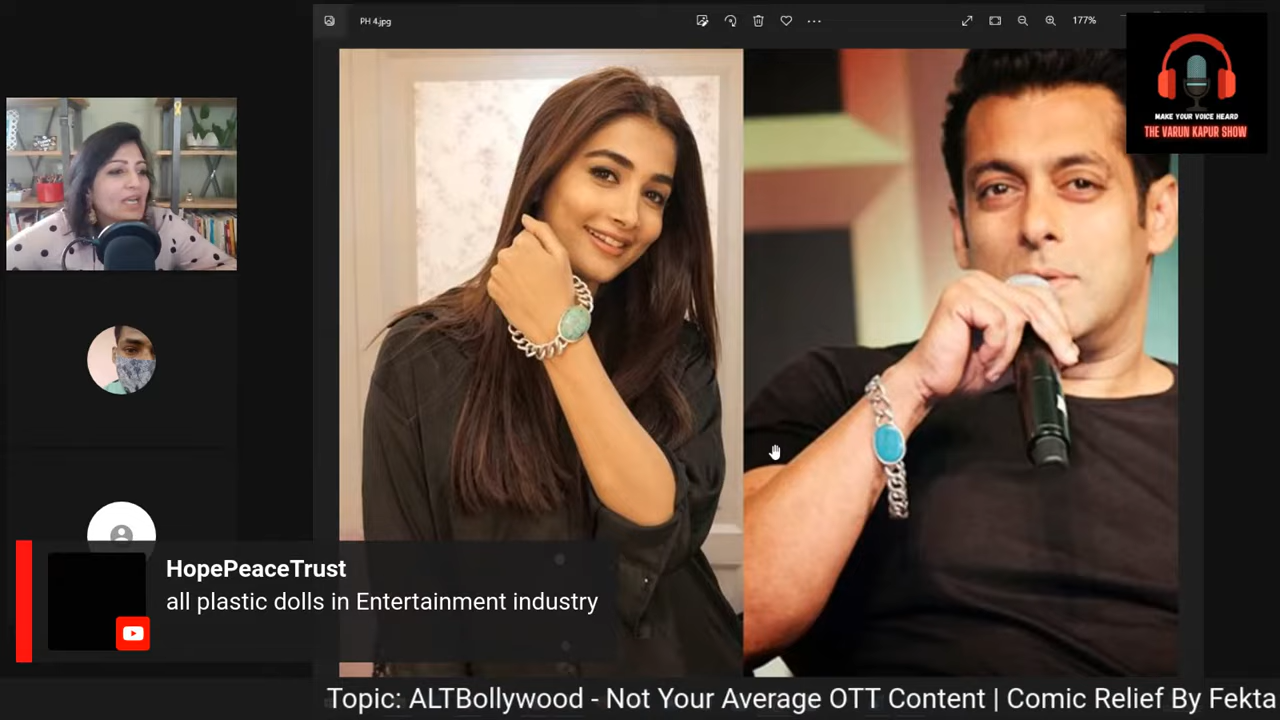 PH 4.jpg
177%
MAKE YOUR VOICE HEARD
THE VARUN KAPUR SHOW
HopePeaceTrust
all plastic dolls in Entertainment industry
Topic: ALTBollywood - Not Your Average OTT Content | Comic Relief By Fekta